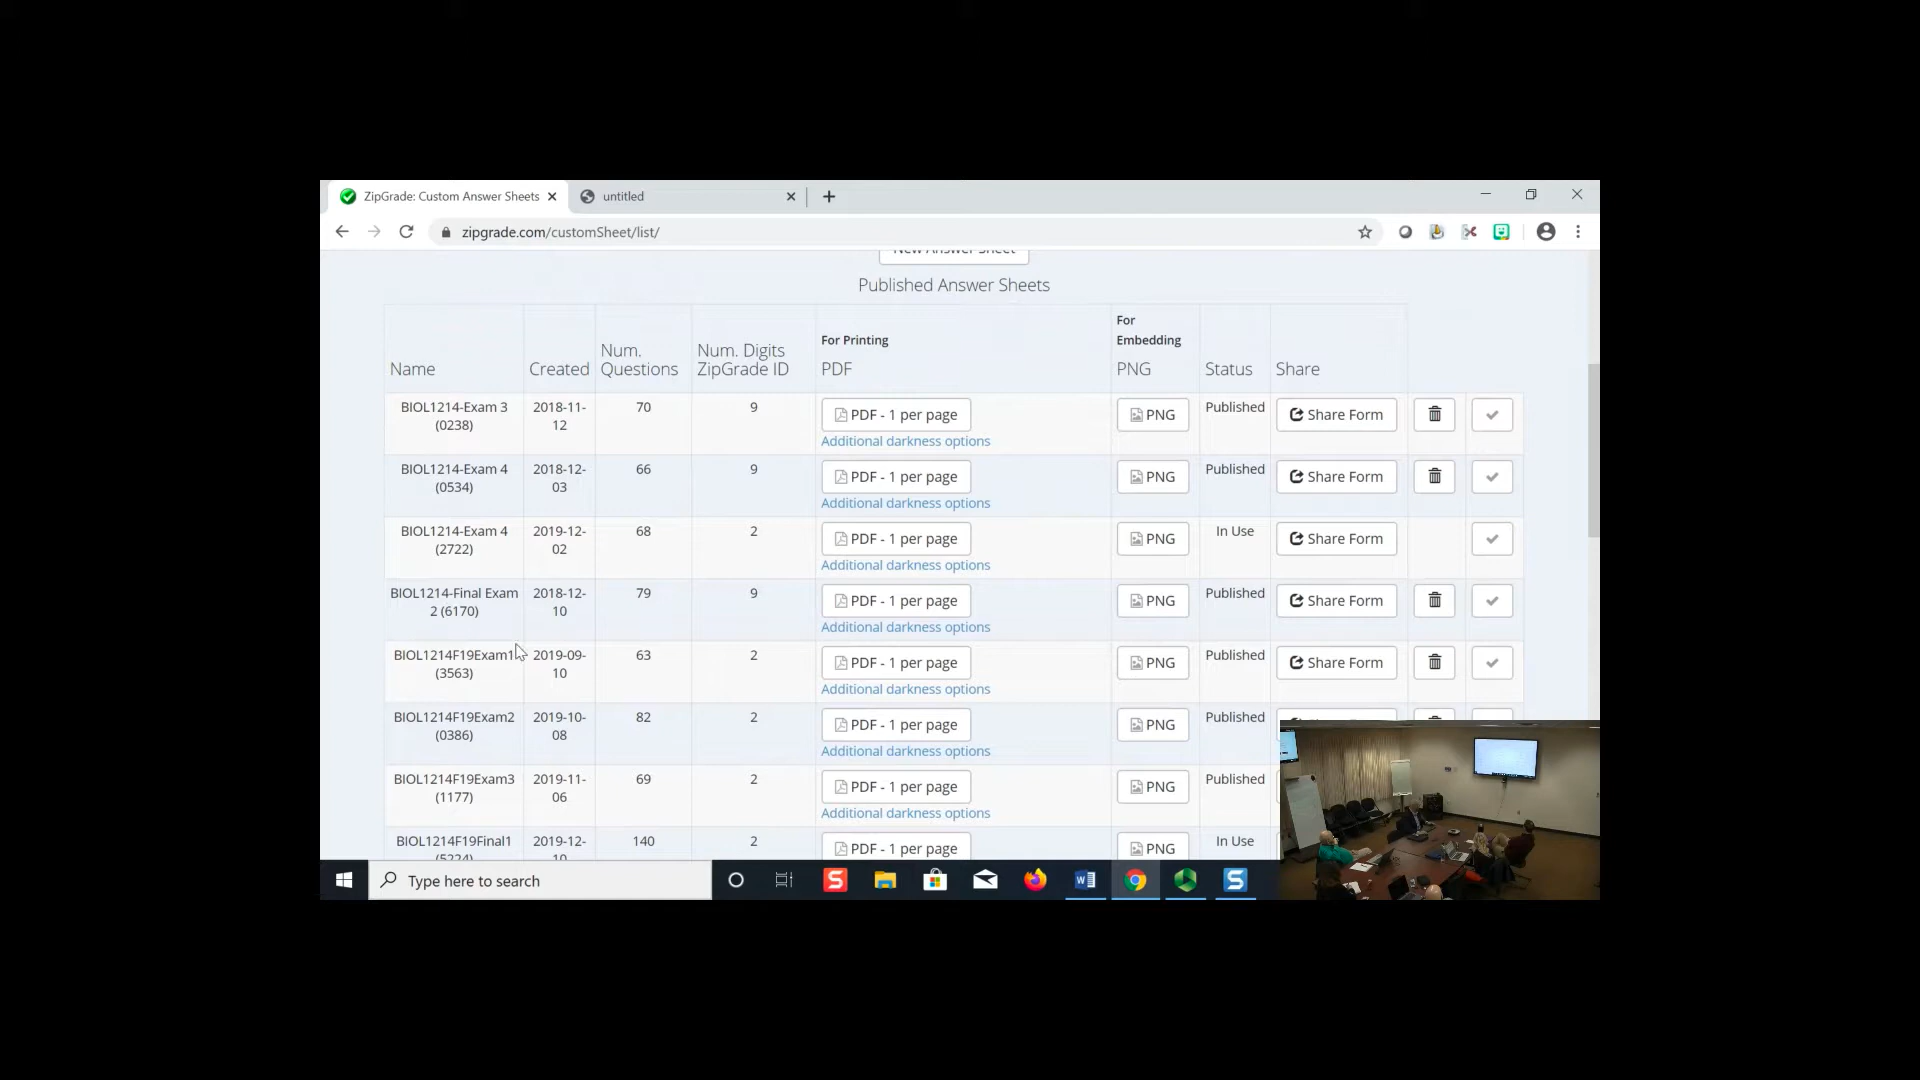 ZipGrade: Custom Answer Sheets
untitled
zipgrade.com/customSheet/list/
New Answer Sheet
Published Answer Sheets
Name
Created
Num.
Questions
Num. Digits
ZipGrade ID
For Printing
PDF
For
Embedding
PNG
Status
Share
BIOL1214-Exam 3
(0238)
2018-11-
12
70
9
PDF - 1 per page
Additional darkness options
PNG
Published
Share Form
BIOL1214-Exam 4
(0534)
2018-12-
03
66
9
PDF - 1 per page
Additional darkness options
PNG
Published
Share Form
BIOL1214-Exam 4
(2722)
2019-12-
02
68
2
PDF - 1 per page
Additional darkness options
PNG
In Use
Share Form
BIOL1214-Final Exam
2 (6170)
2018-12-
10
79
9
PDF - 1 per page
Additional darkness options
PNG
Published
Share Form
BIOL1214F19Exam1
(3563)
2019-09-
10
63
2
PDF - 1 per page
Additional darkness options
PNG
Published
Share Form
BIOL1214F19Exam2
(0386)
2019-10-
08
82
2
PDF - 1 per page
Additional darkness options
PNG
Published
BIOL1214F19Exam3
(1177)
2019-11-
06
69
2
PDF - 1 per page
Additional darkness options
PNG
Published
BIOL1214F19Final1
(5224)
2019-12-
10
140
2
PDF - 1 per page
PNG
In Use
Type here to search